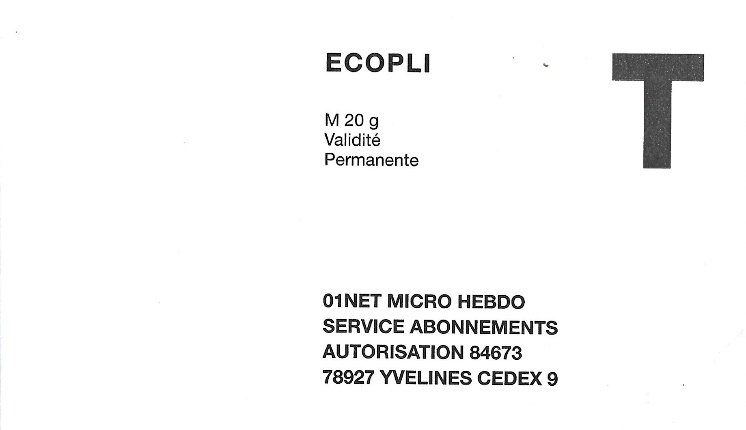 ECOPLI
T
M 20 g
Validité
Permanente
01NET MICRO HEBDO
SERVICE ABONNEMENTS
AUTORISATION 84673
78927 YVELINES CEDEX 9